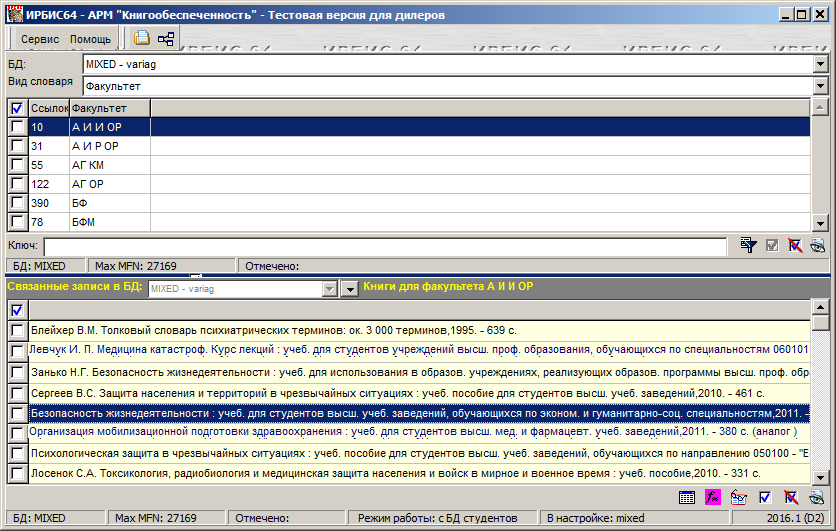 ИРБИС64 - АРМ "Книгообеспеченность" - Тестовая версия для дилеров
Сервис Помощь
БД: MIXED - variag
Вид словаря Факультет
Ссылок Факультет
10 А И И ОР
31 А И Р ОР
55 АГ КМ
122 АГ ОР
390 БФ
78 БФМ
Ключ:
БД: MIXED Max MFN: 27169 Отмечено:
Связанные записи в БД: MIXED - variag Книги для факультета А И И ОР
Блейхер В.М. Толковый словарь психиатрических терминов: ок. 3 000 терминов,1995. - 639 с.
Левчук И. П. Медицина катастроф. Курс лекций : учеб. для студентов учреждений высш. проф. образования, обучающихся по специальностям 060101
Занько Н.Г. Безопасность жизнедеятельности : учеб. для использования в образов. учреждениях, реализующих образов. программы высш. проф. обра
Сергеев В.С. Защита населения и территорий в чрезвычайных ситуациях : учеб. пособие для студентов высш. учеб. заведений,2010. - 461 с.
Безопасность жизнедеятельности : учеб. для студентов высш. учеб. заведений, обучающихся по эконом. и гуманитарно-соц. специальностям,2011. -
Организация мобилизационной подготовки здравоохранения : учеб. для студентов высш. мед. и фармацевт. учеб. заведений,2011. - 380 с. (аналог )
Психологическая защита в чрезвычайных ситуациях : учеб. пособие для студентов высш. учеб. заведений, обучающихся по направлению 050100 - "Е
Лосенок С.А. Токсикология, радиобиология и медицинская защита населения и войск в мирное и военное время : учеб. пособие,2010. - 331 с.
БД: MIXED Max MFN: 27169 Отмечено: Режим работы: с БД студентов В настройке: mixed 2016.1 (D2)